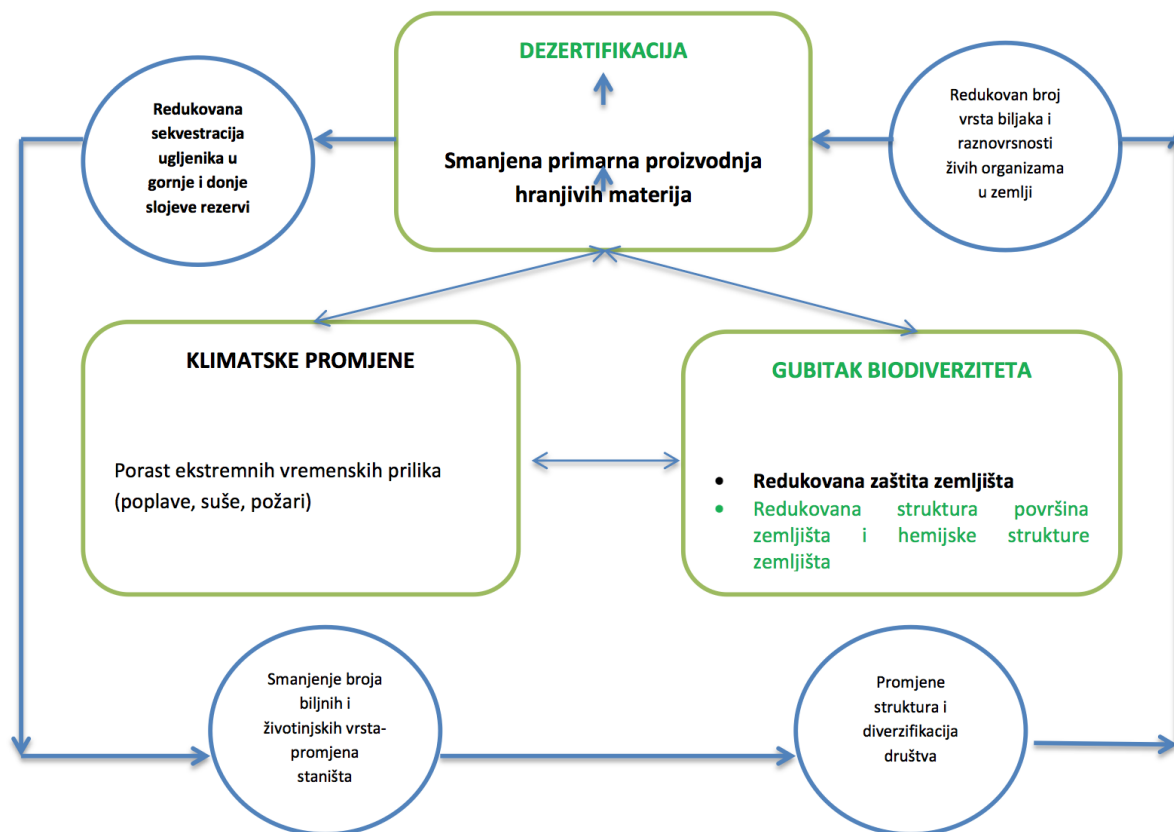 DEZERTIFIKACIJA
Smanjena primarna proizvodnja
hranjivih materija
Redukovana
sekvestracija
ugljenika u
gornje i donje
slojeve rezervi
Redukovan broj
vrsta biljaka i
raznovrsnosti
živih organizama
u zemlji
KLIMATSKE PROMJENE
Porast ekstremnih vremenskih prilika
(poplave, suše, požari)
GUBITAK BIODIVERZITETA
• Redukovana zaštita zemljišta
• Redukovana struktura površina
zemljišta i hemijske strukture
zemljišta
Smanjenje broja
biljnih i
životinjskih vrsta-
promjena
staništa
Promjene
struktura i
diverzifikacija
društva